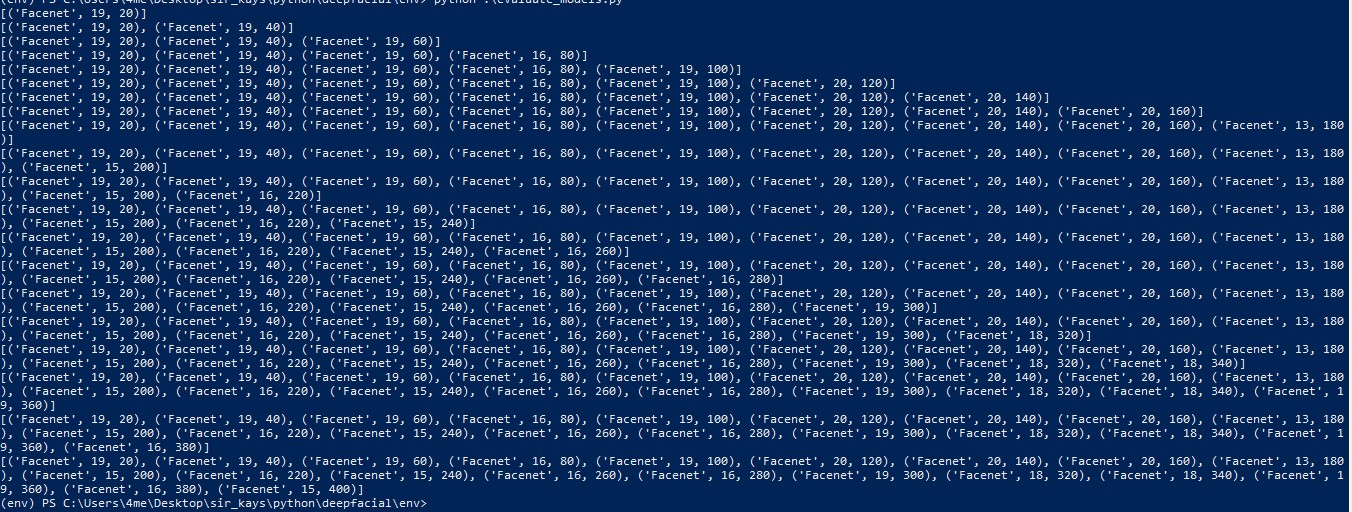 (env) PS C:\Users\4me\Desktop\sir_kays\python\deepfacial\env> python .\evaluate_models.py
[('Facenet', 19, 20)]
[('Facenet', 19, 20), ('Facenet', 19, 40)]
[('Facenet', 19, 20), ('Facenet', 19, 40), ('Facenet', 19, 60)]
[('Facenet', 19, 20), ('Facenet', 19, 40), ('Facenet', 19, 60), ('Facenet', 16, 80)]
[('Facenet', 19, 20), ('Facenet', 19, 40), ('Facenet', 19, 60), ('Facenet', 16, 80), ('Facenet', 19, 100)]
[('Facenet', 19, 20), ('Facenet', 19, 40), ('Facenet', 19, 60), ('Facenet', 16, 80), ('Facenet', 19, 100), ('Facenet', 20, 120)]
[('Facenet', 19, 20), ('Facenet', 19, 40), ('Facenet', 19, 60), ('Facenet', 16, 80), ('Facenet', 19, 100), ('Facenet', 20, 120), ('Facenet', 20, 140)]
[('Facenet', 19, 20), ('Facenet', 19, 40), ('Facenet', 19, 60), ('Facenet', 16, 80), ('Facenet', 19, 100), ('Facenet', 20, 120), ('Facenet', 20, 140), ('Facenet', 20, 160)]
[('Facenet', 19, 20), ('Facenet', 19, 40), ('Facenet', 19, 60), ('Facenet', 16, 80), ('Facenet', 19, 100), ('Facenet', 20, 120), ('Facenet', 20, 140), ('Facenet', 20, 160), ('Facenet', 13, 180
)]
[('Facenet', 19, 20), ('Facenet', 19, 40), ('Facenet', 19, 60), ('Facenet', 16, 80), ('Facenet', 19, 100), ('Facenet', 20, 120), ('Facenet', 20, 140), ('Facenet', 20, 160), ('Facenet', 13, 180
), ('Facenet', 15, 200)]
[('Facenet', 19, 20), ('Facenet', 19, 40), ('Facenet', 19, 60), ('Facenet', 16, 80), ('Facenet', 19, 100), ('Facenet', 20, 120), ('Facenet', 20, 140), ('Facenet', 20, 160), ('Facenet', 13, 180
), ('Facenet', 15, 200), ('Facenet', 16, 220)]
[('Facenet', 19, 20), ('Facenet', 19, 40), ('Facenet', 19, 60), ('Facenet', 16, 80), ('Facenet', 19, 100), ('Facenet', 20, 120), ('Facenet', 20, 140), ('Facenet', 20, 160), ('Facenet', 13, 180
), ('Facenet', 15, 200), ('Facenet', 16, 220), ('Facenet', 15, 240)]
[('Facenet', 19, 20), ('Facenet', 19, 40), ('Facenet', 19, 60), ('Facenet', 16, 80), ('Facenet', 19, 100), ('Facenet', 20, 120), ('Facenet', 20, 140), ('Facenet', 20, 160), ('Facenet', 13, 180
), ('Facenet', 15, 200), ('Facenet', 16, 220), ('Facenet', 15, 240), ('Facenet', 16, 260)]
[('Facenet', 19, 20), ('Facenet', 19, 40), ('Facenet', 19, 60), ('Facenet', 16, 80), ('Facenet', 19, 100), ('Facenet', 20, 120), ('Facenet', 20, 140), ('Facenet', 20, 160), ('Facenet', 13, 180
), ('Facenet', 15, 200), ('Facenet', 16, 220), ('Facenet', 15, 240), ('Facenet', 16, 260), ('Facenet', 16, 280)]
[('Facenet', 19, 20), ('Facenet', 19, 40), ('Facenet', 19, 60), ('Facenet', 16, 80), ('Facenet', 19, 100), ('Facenet', 20, 120), ('Facenet', 20, 140), ('Facenet', 20, 160), ('Facenet', 13, 180
), ('Facenet', 15, 200), ('Facenet', 16, 220), ('Facenet', 15, 240), ('Facenet', 16, 260), ('Facenet', 16, 280), ('Facenet', 19, 300)]
[('Facenet', 19, 20), ('Facenet', 19, 40), ('Facenet', 19, 60), ('Facenet', 16, 80), ('Facenet', 19, 100), ('Facenet', 20, 120), ('Facenet', 20, 140), ('Facenet', 20, 160), ('Facenet', 13, 180
), ('Facenet', 15, 200), ('Facenet', 16, 220), ('Facenet', 15, 240), ('Facenet', 16, 260), ('Facenet', 16, 280), ('Facenet', 19, 300), ('Facenet', 18, 320)]
[('Facenet', 19, 20), ('Facenet', 19, 40), ('Facenet', 19, 60), ('Facenet', 16, 80), ('Facenet', 19, 100), ('Facenet', 20, 120), ('Facenet', 20, 140), ('Facenet', 20, 160), ('Facenet', 13, 180
), ('Facenet', 15, 200), ('Facenet', 16, 220), ('Facenet', 15, 240), ('Facenet', 16, 260), ('Facenet', 16, 280), ('Facenet', 19, 300), ('Facenet', 18, 320), ('Facenet', 18, 340)]
[('Facenet', 19, 20), ('Facenet', 19, 40), ('Facenet', 19, 60), ('Facenet', 16, 80), ('Facenet', 19, 100), ('Facenet', 20, 120), ('Facenet', 20, 140), ('Facenet', 20, 160), ('Facenet', 13, 180
), ('Facenet', 15, 200), ('Facenet', 16, 220), ('Facenet', 15, 240), ('Facenet', 16, 260), ('Facenet', 16, 280), ('Facenet', 19, 300), ('Facenet', 18, 320), ('Facenet', 18, 340), ('Facenet', 1
9, 360)]
[('Facenet', 19, 20), ('Facenet', 19, 40), ('Facenet', 19, 60), ('Facenet', 16, 80), ('Facenet', 19, 100), ('Facenet', 20, 120), ('Facenet', 20, 140), ('Facenet', 20, 160), ('Facenet', 13, 180
), ('Facenet', 15, 200), ('Facenet', 16, 220), ('Facenet', 15, 240), ('Facenet', 16, 260), ('Facenet', 16, 280), ('Facenet', 19, 300), ('Facenet', 18, 320), ('Facenet', 18, 340), ('Facenet', 1
9, 360), ('Facenet', 16, 380)]
[('Facenet', 19, 20), ('Facenet', 19, 40), ('Facenet', 19, 60), ('Facenet', 16, 80), ('Facenet', 19, 100), ('Facenet', 20, 120), ('Facenet', 20, 140), ('Facenet', 20, 160), ('Facenet', 13, 180
), ('Facenet', 15, 200), ('Facenet', 16, 220), ('Facenet', 15, 240), ('Facenet', 16, 260), ('Facenet', 16, 280), ('Facenet', 19, 300), ('Facenet', 18, 320), ('Facenet', 18, 340), ('Facenet', 1
9, 360), ('Facenet', 16, 380), ('Facenet', 15, 400)]
(env) PS C:\Users\4me\Desktop\sir_kays\python\deepfacial\env>